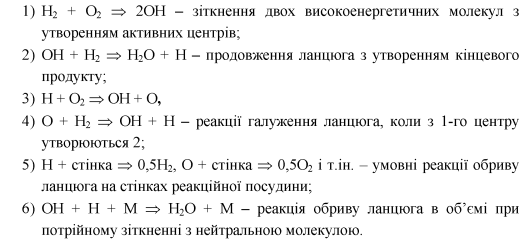 1) H₂ + O₂ ⇒ 2OH – зіткнення двох високоенергетичних молекул з
утворенням активних центрів;
2) OH + H₂ ⇒ H₂O + H – продовження ланцюга з утворенням кінцевого
продукту;
3) H + O₂ ⇒ OH + O,
4) O + H₂ ⇒ OH + H – реакції галуження ланцюга, коли з 1-го центру
утворюються 2;
5) H + стінка ⇒ 0,5H₂, O + стінка ⇒ 0,5O₂ і т.ін. – умовні реакції обриву
ланцюга на стінках реакційної посудини;
6) OH + H + M ⇒ H₂O + M – реакція обриву ланцюга в об’ємі при
потрійному зіткненні з нейтральною молекулою.